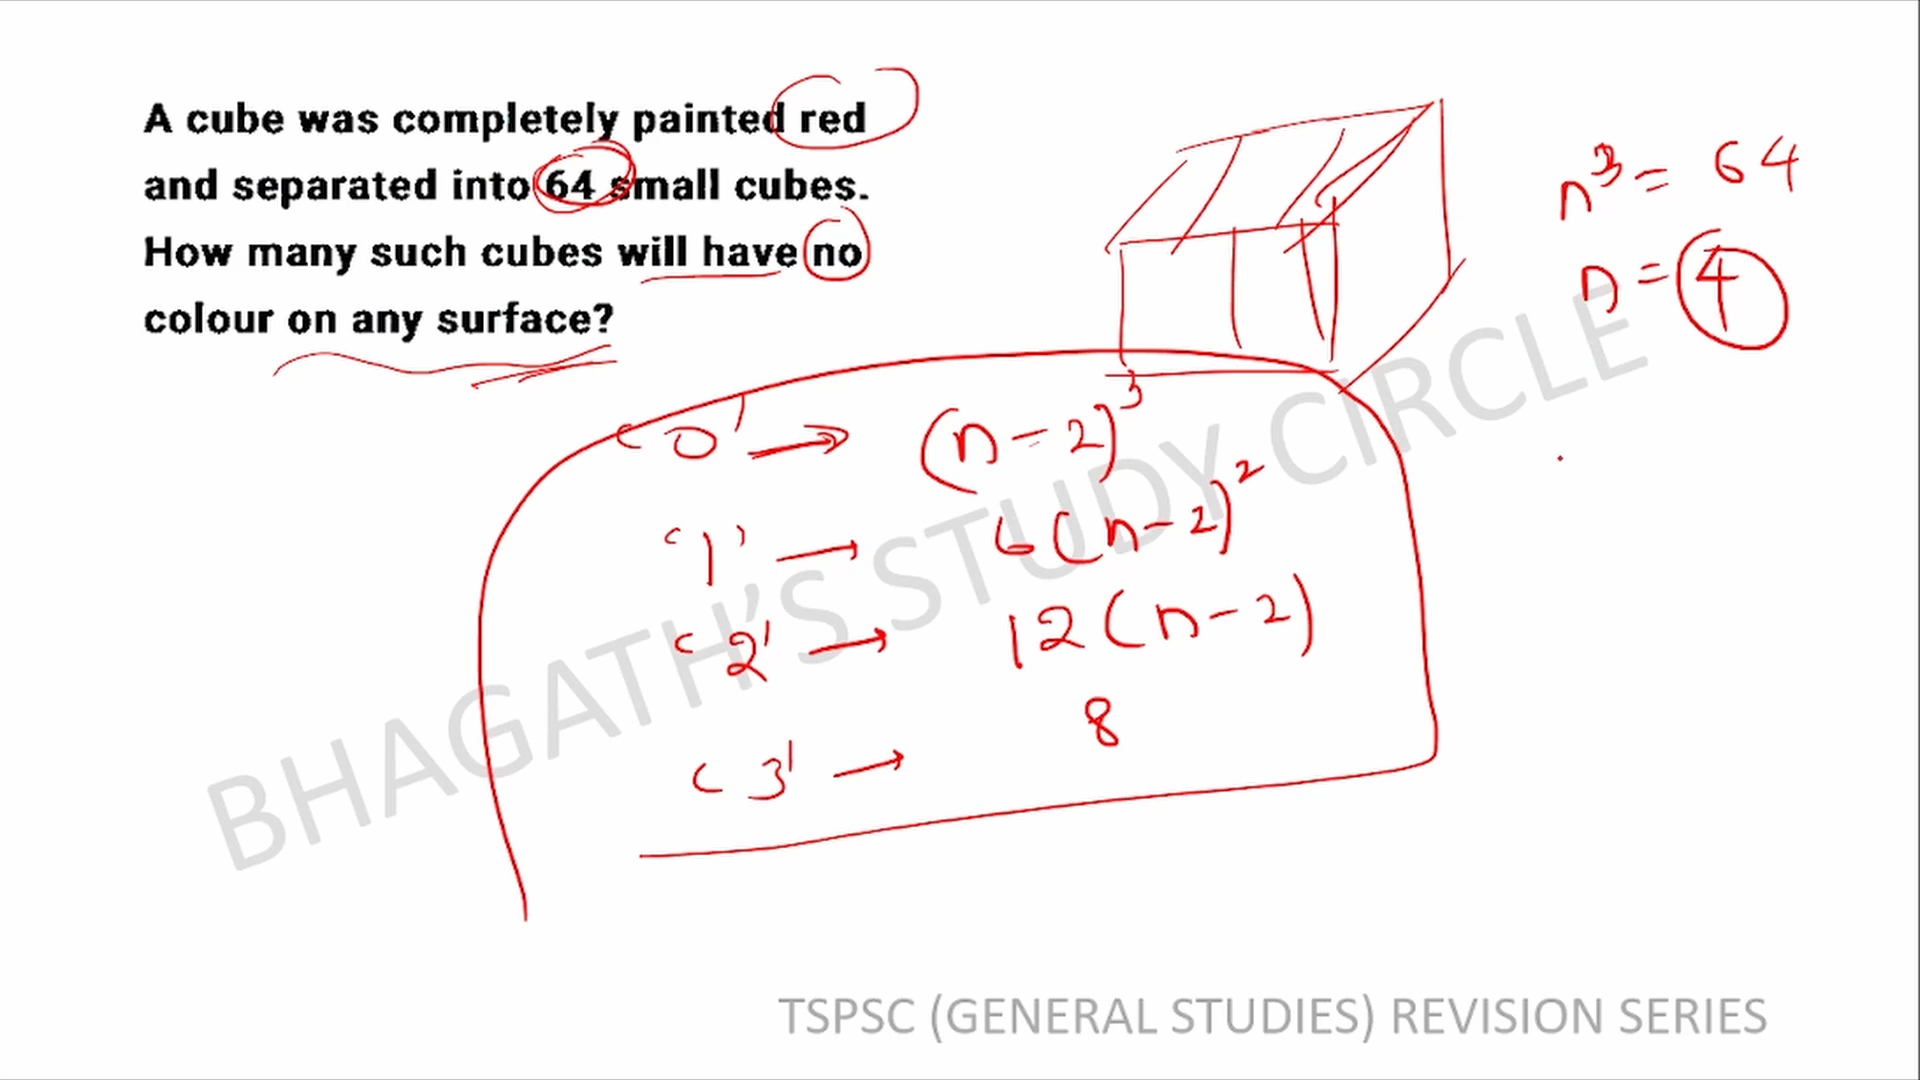 A cube was completely painted red
and separated into 64 small cubes.
How many such cubes will have no
colour on any surface?
n³ = 64
n = 4
'0' → (n-2)³
'1' → 6(n-2)²
'2' → 12(n-2)
'3' → 8
BHAGATH'S STUDY CIRCLE
TSPSC (GENERAL STUDIES) REVISION SERIES